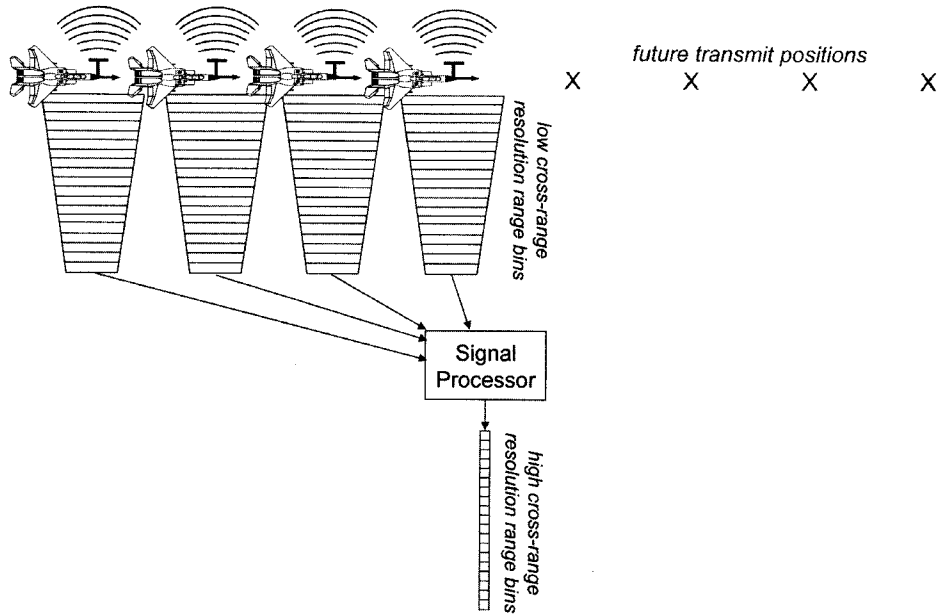 future transmit positions
X X X X
low cross-range
resolution range bins
Signal
Processor
high cross-range
resolution range bins